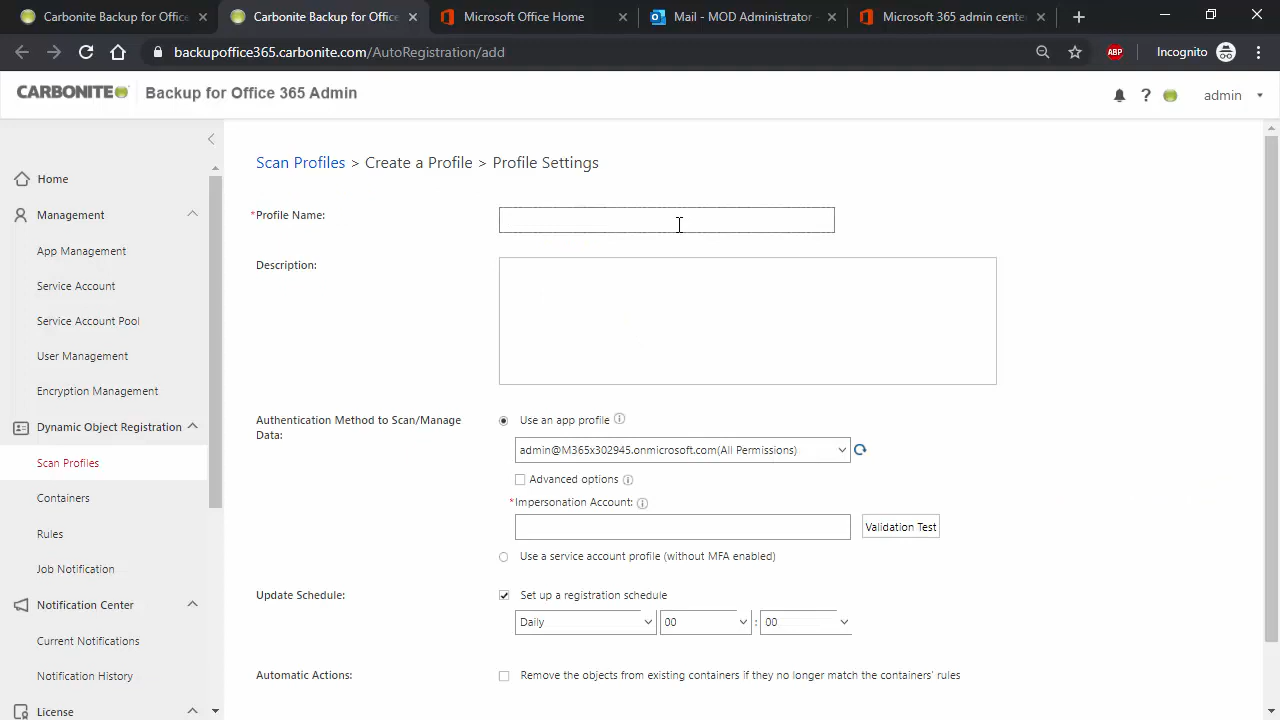 Carbonite Backup for Office
Carbonite Backup for Office
Microsoft Office Home
Mail - MOD Administrator
Microsoft 365 admin cente
backupoffice365.carbonite.com/AutoRegistration/add
ABP
Incognito
CARBONITE
Backup for Office 365 Admin
? admin
Scan Profiles > Create a Profile > Profile Settings
Home
Management
App Management
Service Account
Service Account Pool
User Management
Encryption Management
Dynamic Object Registration
Scan Profiles
Containers
Rules
Job Notification
Notification Center
Current Notifications
Notification History
License
*Profile Name:
Description:
Authentication Method to Scan/Manage
Data:
Use an app profile
admin@M365x302945.onmicrosoft.com(All Permissions)
Advanced options
*Impersonation Account:
Validation Test
Use a service account profile (without MFA enabled)
Update Schedule:
Set up a registration schedule
Daily
00 : 00
Automatic Actions:
Remove the objects from existing containers if they no longer match the containers' rules